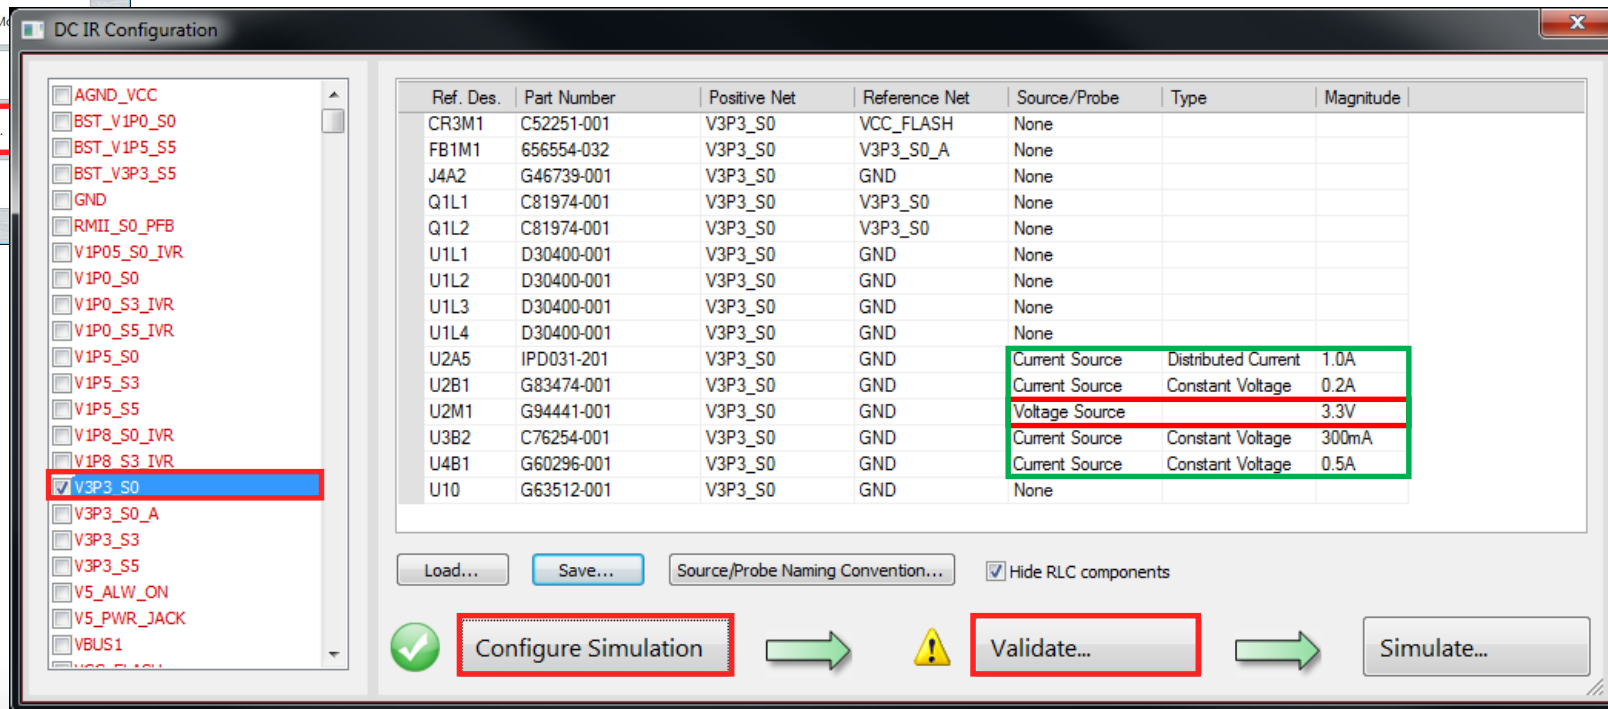 DC IR Configuration
AGND_VCC
BST_V1P0_S0
BST_V1P5_S5
BST_V3P3_S5
GND
RMII_S0_PFB
V1P05_S0_IVR
V1P0_S0
V1P0_S3_IVR
V1P0_S5_IVR
V1P5_S0
V1P5_S3
V1P5_S5
V1P8_S0_IVR
V1P8_S3_IVR
V3P3_S0
V3P3_S0_A
V3P3_S3
V3P3_S5
V5_ALW_ON
V5_PWR_JACK
VBUS1
Ref. Des. Part Number Positive Net Reference Net Source/Probe Type Magnitude
CR3M1 C52251-001 V3P3_S0 VCC_FLASH None
FB1M1 656554-032 V3P3_S0 V3P3_S0_A None
J4A2 G46739-001 V3P3_S0 GND None
Q1L1 C81974-001 V3P3_S0 V3P3_S0 None
Q1L2 C81974-001 V3P3_S0 V3P3_S0 None
U1L1 D30400-001 V3P3_S0 GND None
U1L2 D30400-001 V3P3_S0 GND None
U1L3 D30400-001 V3P3_S0 GND None
U1L4 D30400-001 V3P3_S0 GND None
U2A5 IPD031-201 V3P3_S0 GND Current Source Distributed Current 1.0A
U2B1 G83474-001 V3P3_S0 GND Current Source Constant Voltage 0.2A
U2M1 G94441-001 V3P3_S0 GND Voltage Source 3.3V
U3B2 C76254-001 V3P3_S0 GND Current Source Constant Voltage 300mA
U4B1 G60296-001 V3P3_S0 GND Current Source Constant Voltage 0.5A
U10 G63512-001 V3P3_S0 GND None
Load... Save... Source/Probe Naming Convention... Hide RLC components
Configure Simulation Validate... Simulate...